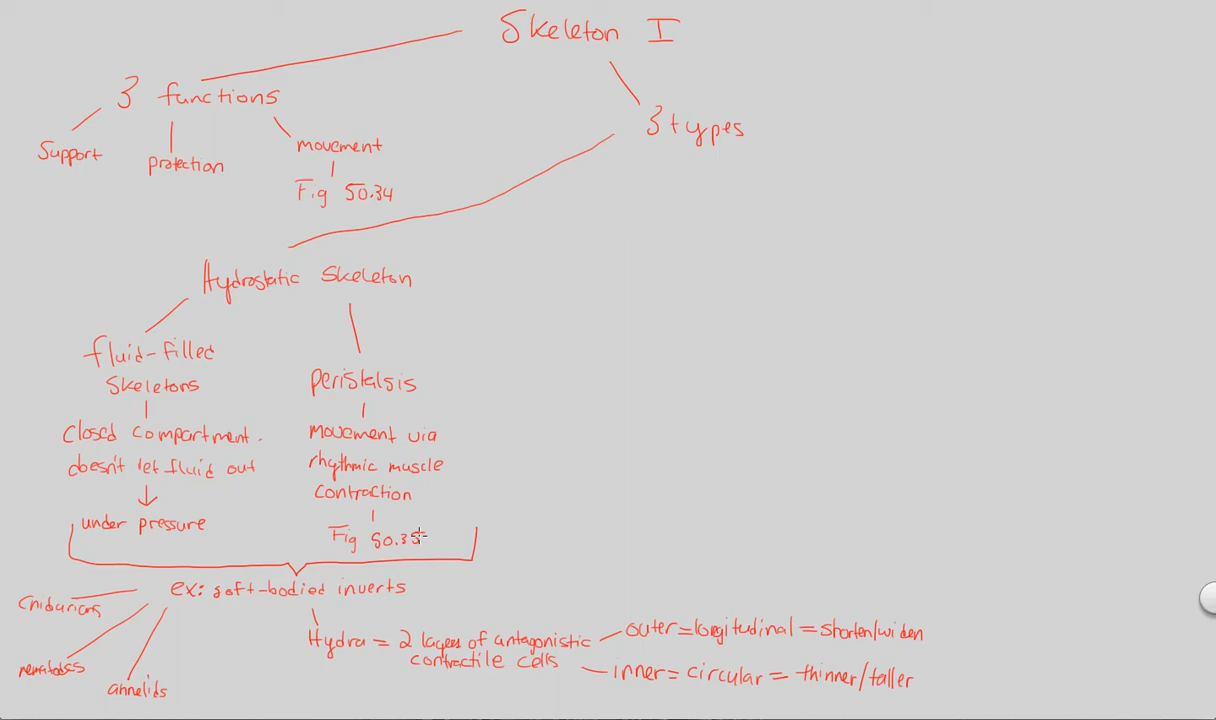 Skeleton I
3 functions
3 types
Support
protection
movement
Fig 50.34
Hydrostatic Skeleton
fluid-filled
skeletons
peristalsis
closed compartment.
doesn't let fluid out
under pressure
movement via
rhythmic muscle
contraction
Fig 50.35
ex: soft-bodied inverts
Cnidarians
nematodes
annelids
Hydra = 2 layers of antagonistic
contractile cells
outer=longitudinal = shorten/widen
inner= circular = thinner/taller